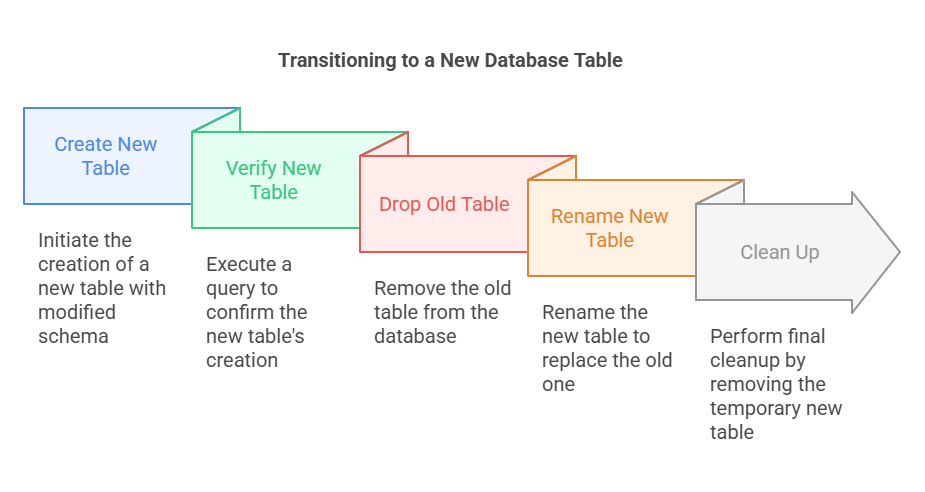 Transitioning to a New Database Table
Create New
Table
Initiate the
creation of a
new table with
modified
schema
Verify New
Table
Execute a
query to
confirm the
new table's
creation
Drop Old Table
Remove the old
table from the
database
Rename New
Table
Rename the
new table to
replace the old
one
Clean Up
Perform final
cleanup by
removing the
temporary new
table